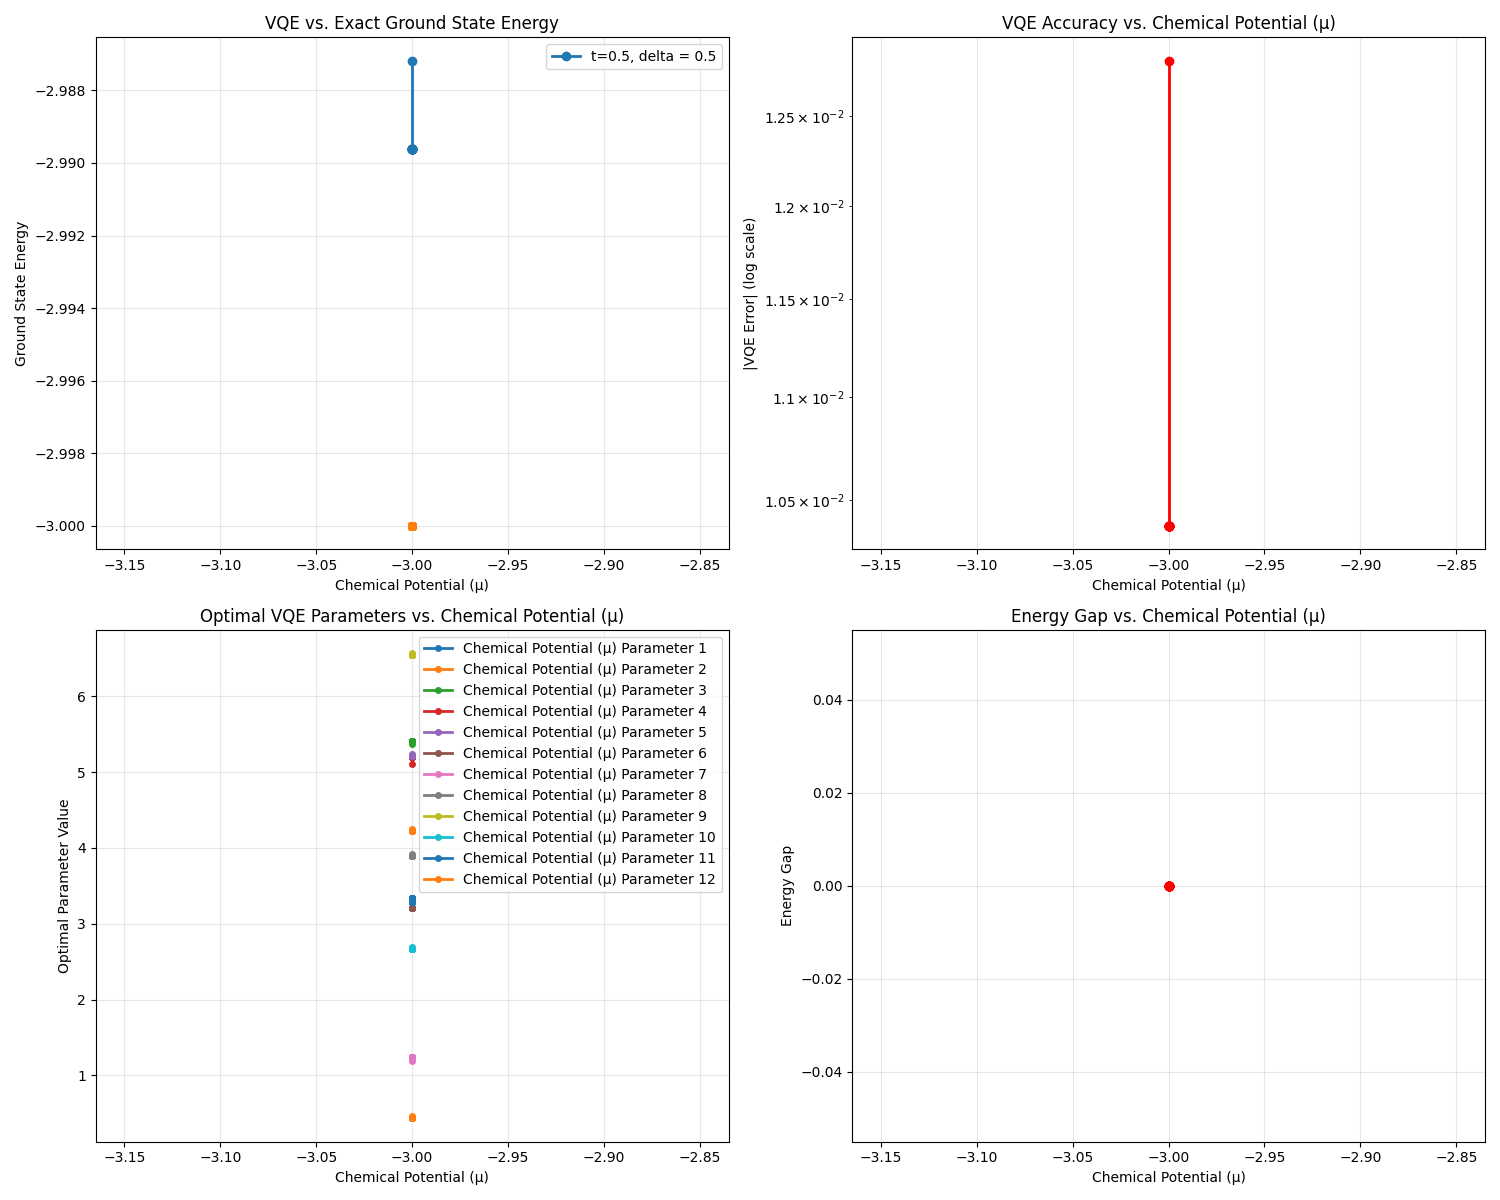 VQE vs. Exact Ground State Energy
t=0.5, delta = 0.5
−2.988
−2.990
−2.992
−2.994
−2.996
−2.998
−3.000
Ground State Energy
−3.15 −3.10 −3.05 −3.00 −2.95 −2.90 −2.85
Chemical Potential (μ)
VQE Accuracy vs. Chemical Potential (μ)
1.25 × 10⁻²
1.2 × 10⁻²
1.15 × 10⁻²
1.1 × 10⁻²
1.05 × 10⁻²
|VQE Error| (log scale)
−3.15 −3.10 −3.05 −3.00 −2.95 −2.90 −2.85
Chemical Potential (μ)
Optimal VQE Parameters vs. Chemical Potential (μ)
Chemical Potential (μ) Parameter 1
Chemical Potential (μ) Parameter 2
Chemical Potential (μ) Parameter 3
Chemical Potential (μ) Parameter 4
Chemical Potential (μ) Parameter 5
Chemical Potential (μ) Parameter 6
Chemical Potential (μ) Parameter 7
Chemical Potential (μ) Parameter 8
Chemical Potential (μ) Parameter 9
Chemical Potential (μ) Parameter 10
Chemical Potential (μ) Parameter 11
Chemical Potential (μ) Parameter 12
6
5
4
3
2
1
Optimal Parameter Value
−3.15 −3.10 −3.05 −3.00 −2.95 −2.90 −2.85
Chemical Potential (μ)
Energy Gap vs. Chemical Potential (μ)
0.04
0.02
0.00
−0.02
−0.04
Energy Gap
−3.15 −3.10 −3.05 −3.00 −2.95 −2.90 −2.85
Chemical Potential (μ)